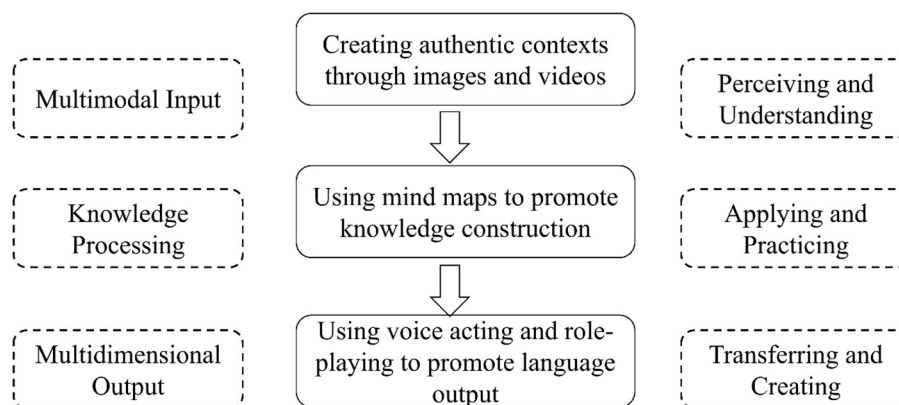 Multimodal Input
Creating authentic contexts
through images and videos
Perceiving and
Understanding
Knowledge
Processing
Using mind maps to promote
knowledge construction
Applying and
Practicing
Multidimensional
Output
Using voice acting and role-
playing to promote language
output
Transferring and
Creating